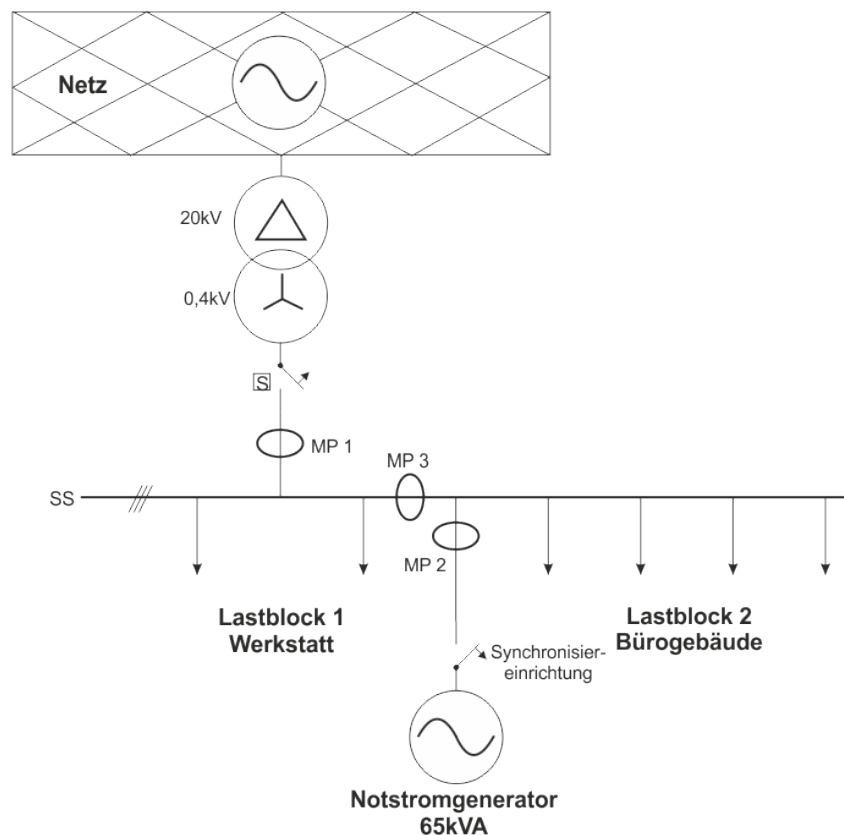 Netz
20kV
0,4kV
S
MP 1
MP 3
SS
MP 2
Lastblock 1
Werkstatt
Lastblock 2
Bürogebäude
Synchronisier-
einrichtung
Notstromgenerator
65kVA